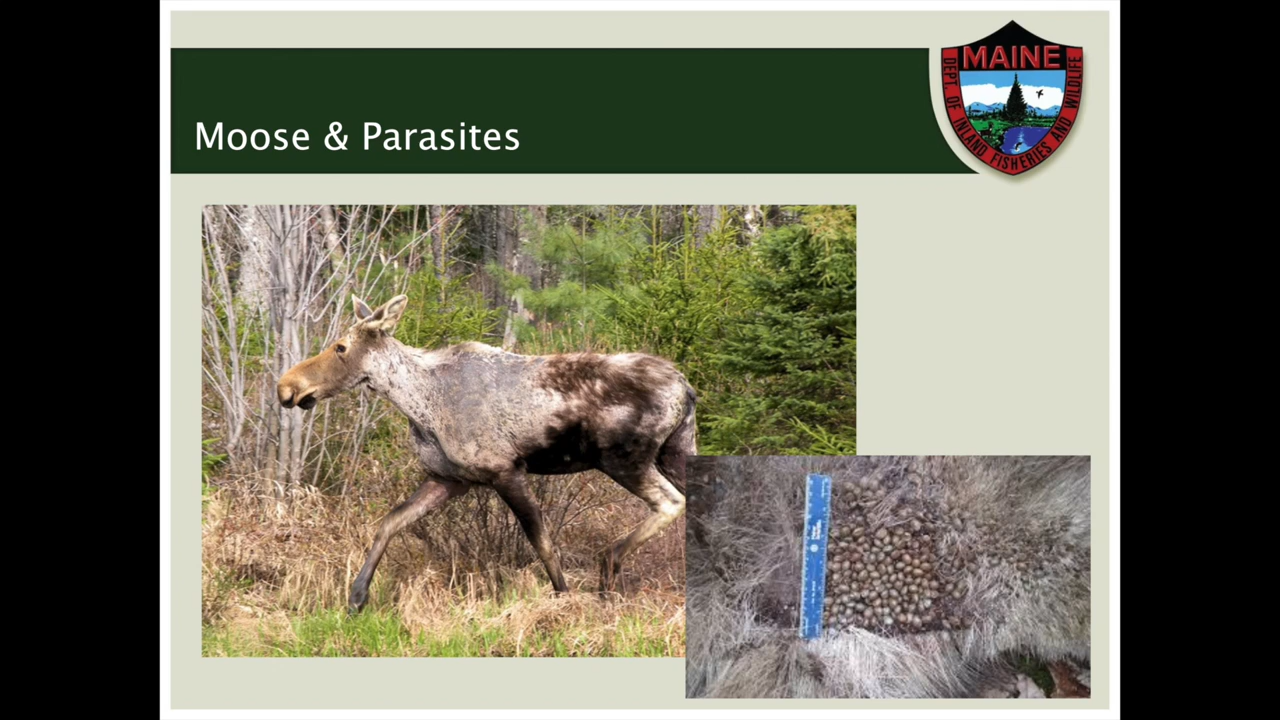 Moose & Parasites
MAINE
DEPT. OF INLAND FISHERIES AND WILDLIFE